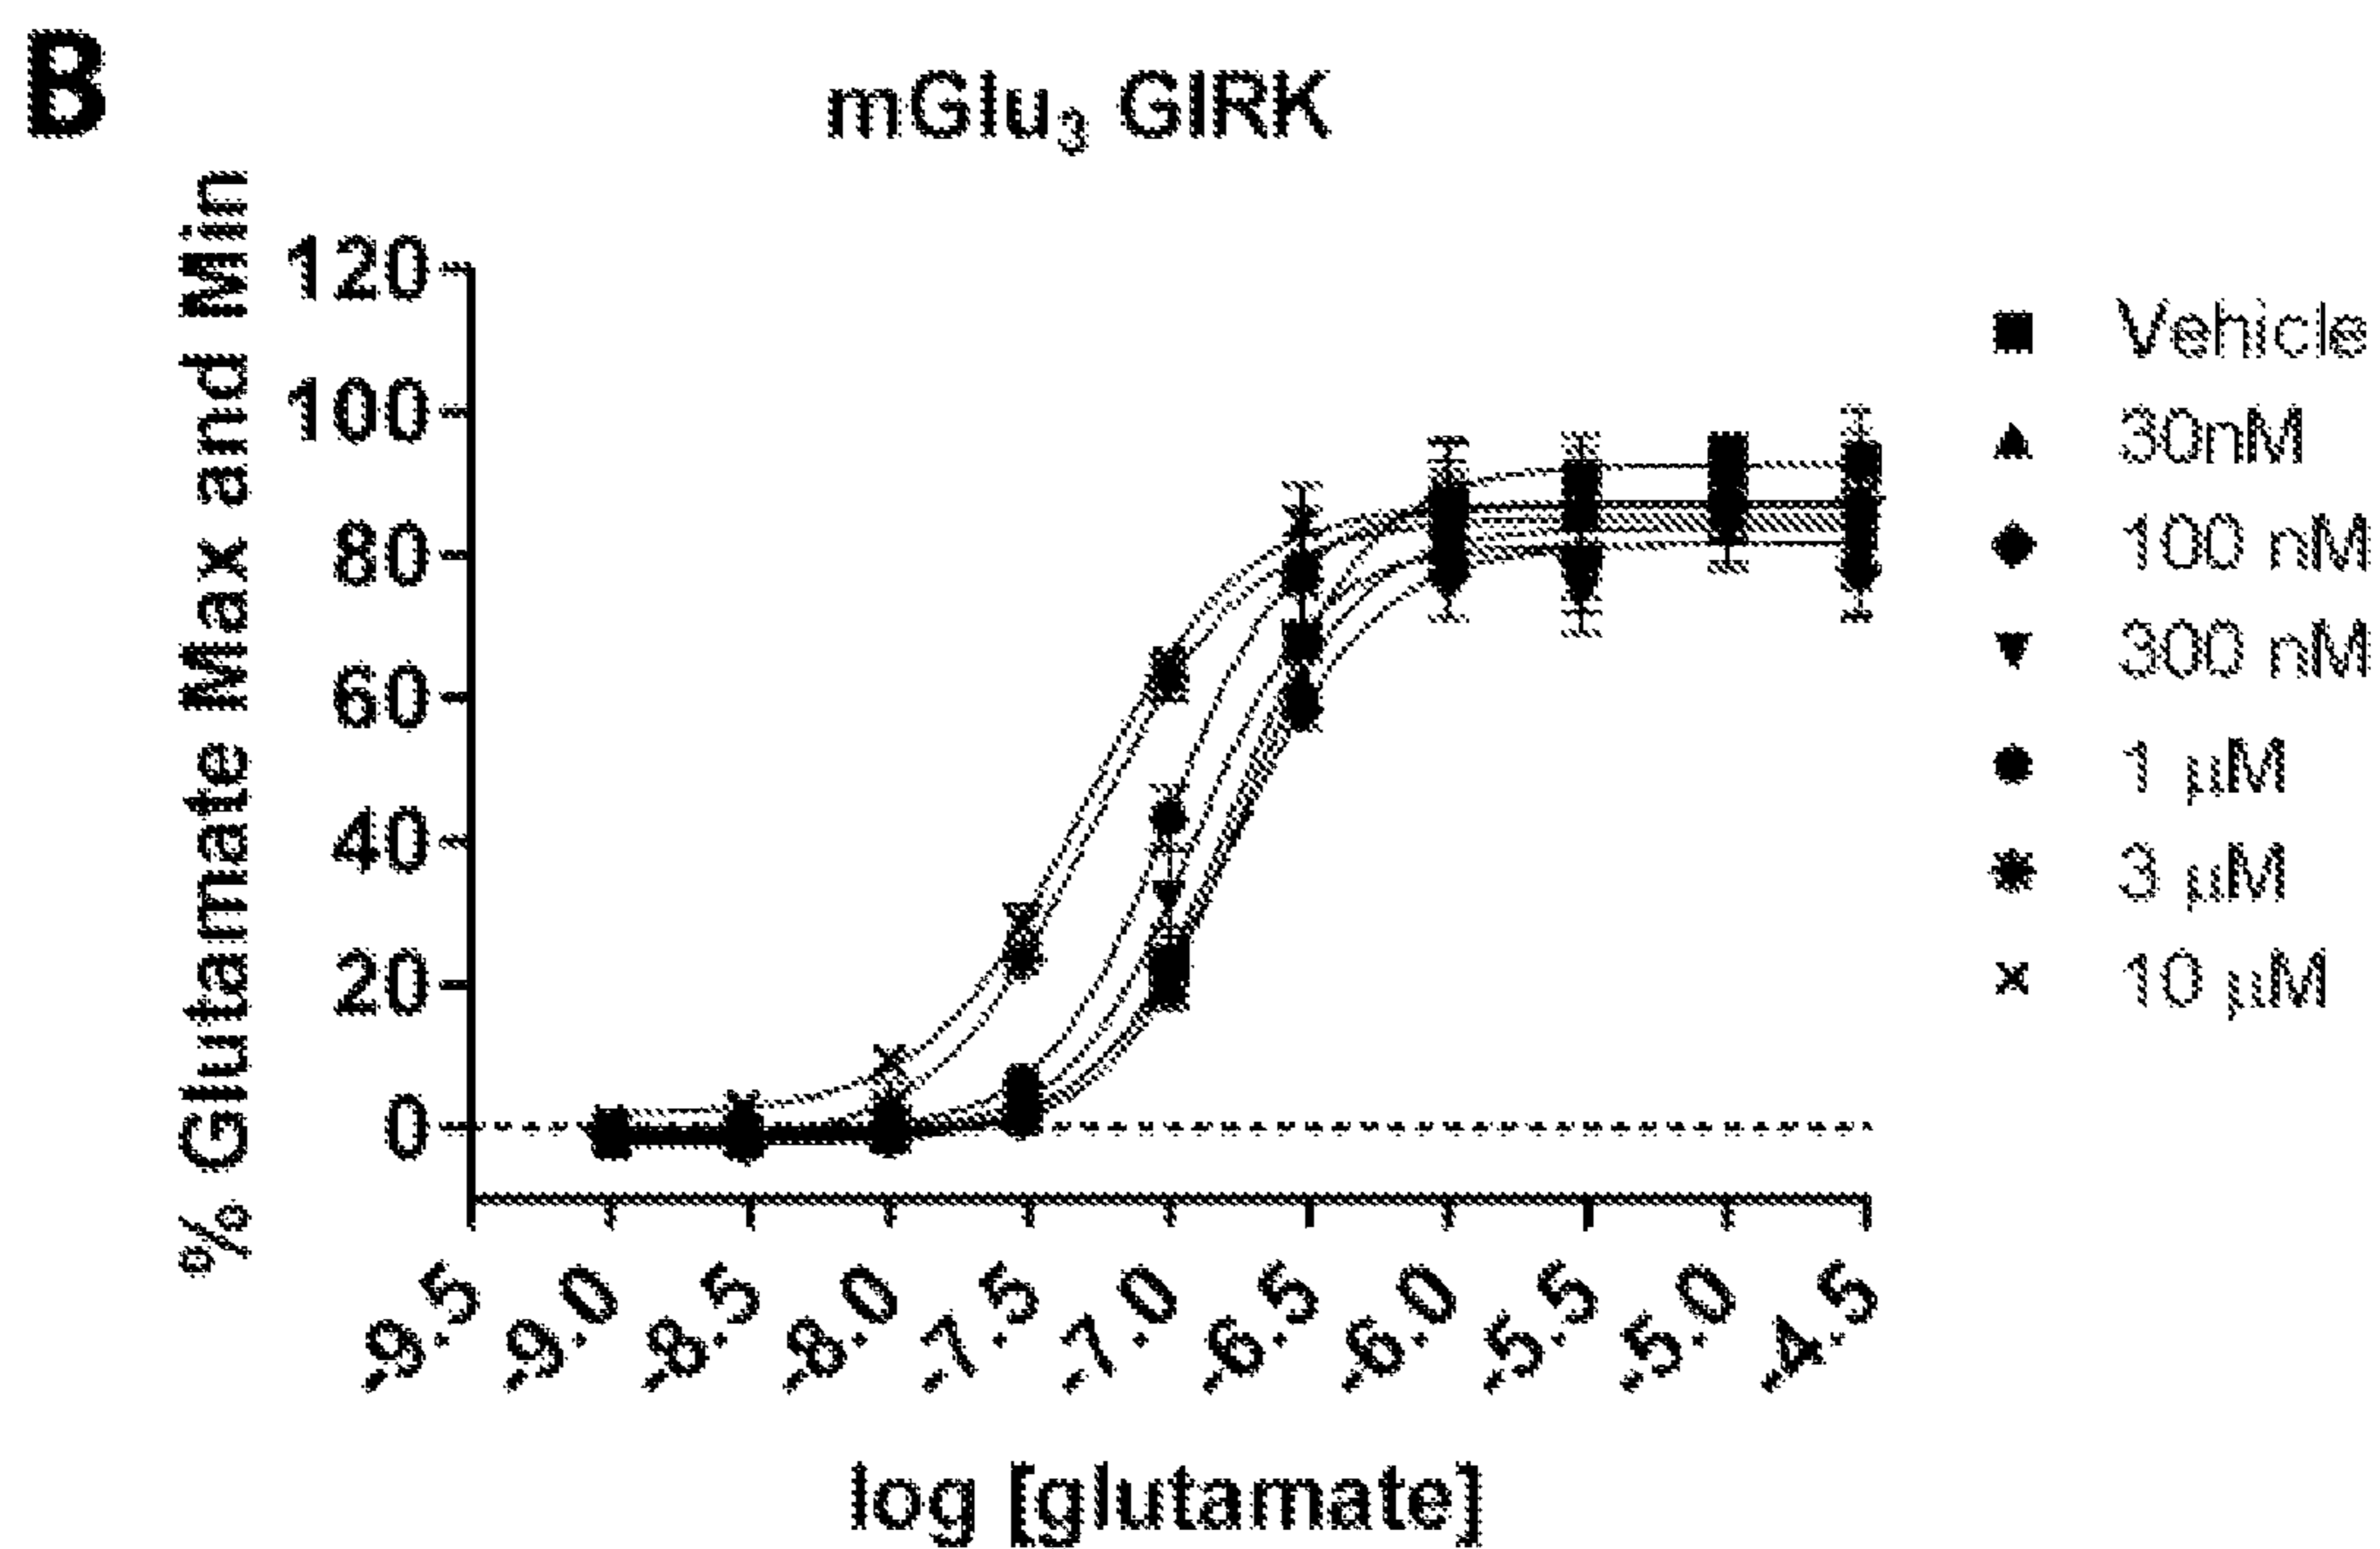 B
mGlu₃ GIRK
% Glutamate Max and Min
120
100
80
60
40
20
0
-9.5
-9.0
-8.5
-8.0
-7.5
-7.0
-6.5
-6.0
-5.5
-5.0
-4.5
log [glutamate]
Vehicle
30nM
100 nM
300 nM
1 µM
3 µM
10 µM